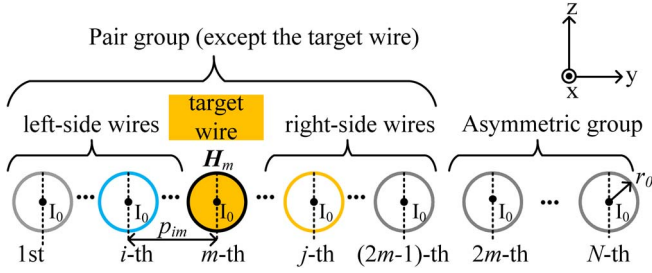 Pair group (except the target wire)
z
y
x
target
wire
left-side wires
right-side wires
Asymmetric group
H_m
r_0
I_0 I_0 I_0 I_0 I_0 I_0 I_0
p_im
1st i-th m-th j-th (2m-1)-th 2m-th N-th